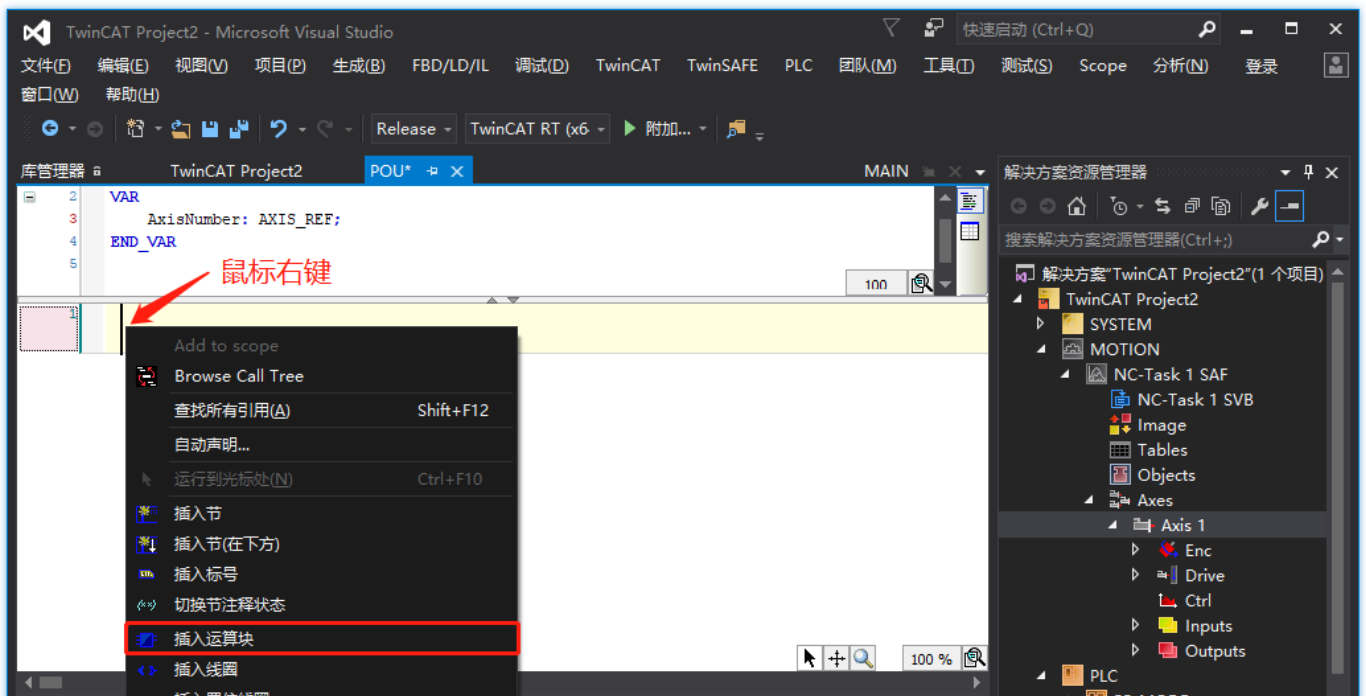 TwinCAT Project2 - Microsoft Visual Studio
快速启动 (Ctrl+Q)
文件(F) 编辑(E) 视图(V) 项目(P) 生成(B) FBD/LD/IL 调试(D) TwinCAT TwinSAFE PLC 团队(M) 工具(T) 测试(S) Scope 分析(N) 登录
窗口(W) 帮助(H)
Release TwinCAT RT (x6 附加...
库管理器 TwinCAT Project2 POU* MAIN
2 VAR
3 AxisNumber: AXIS_REF;
4 END_VAR
5
100
鼠标右键
1
Add to scope
Browse Call Tree
查找所有引用(A) Shift+F12
自动声明...
运行到光标处(N) Ctrl+F10
插入节
插入节(在下方)
插入标号
切换节注释状态
插入运算块
插入线圈
100 %
解决方案资源管理器
搜索解决方案资源管理器(Ctrl+;)
解决方案"TwinCAT Project2"(1 个项目)
TwinCAT Project2
SYSTEM
MOTION
NC-Task 1 SAF
NC-Task 1 SVB
Image
Tables
Objects
Axes
Axis 1
Enc
Drive
Ctrl
Inputs
Outputs
PLC